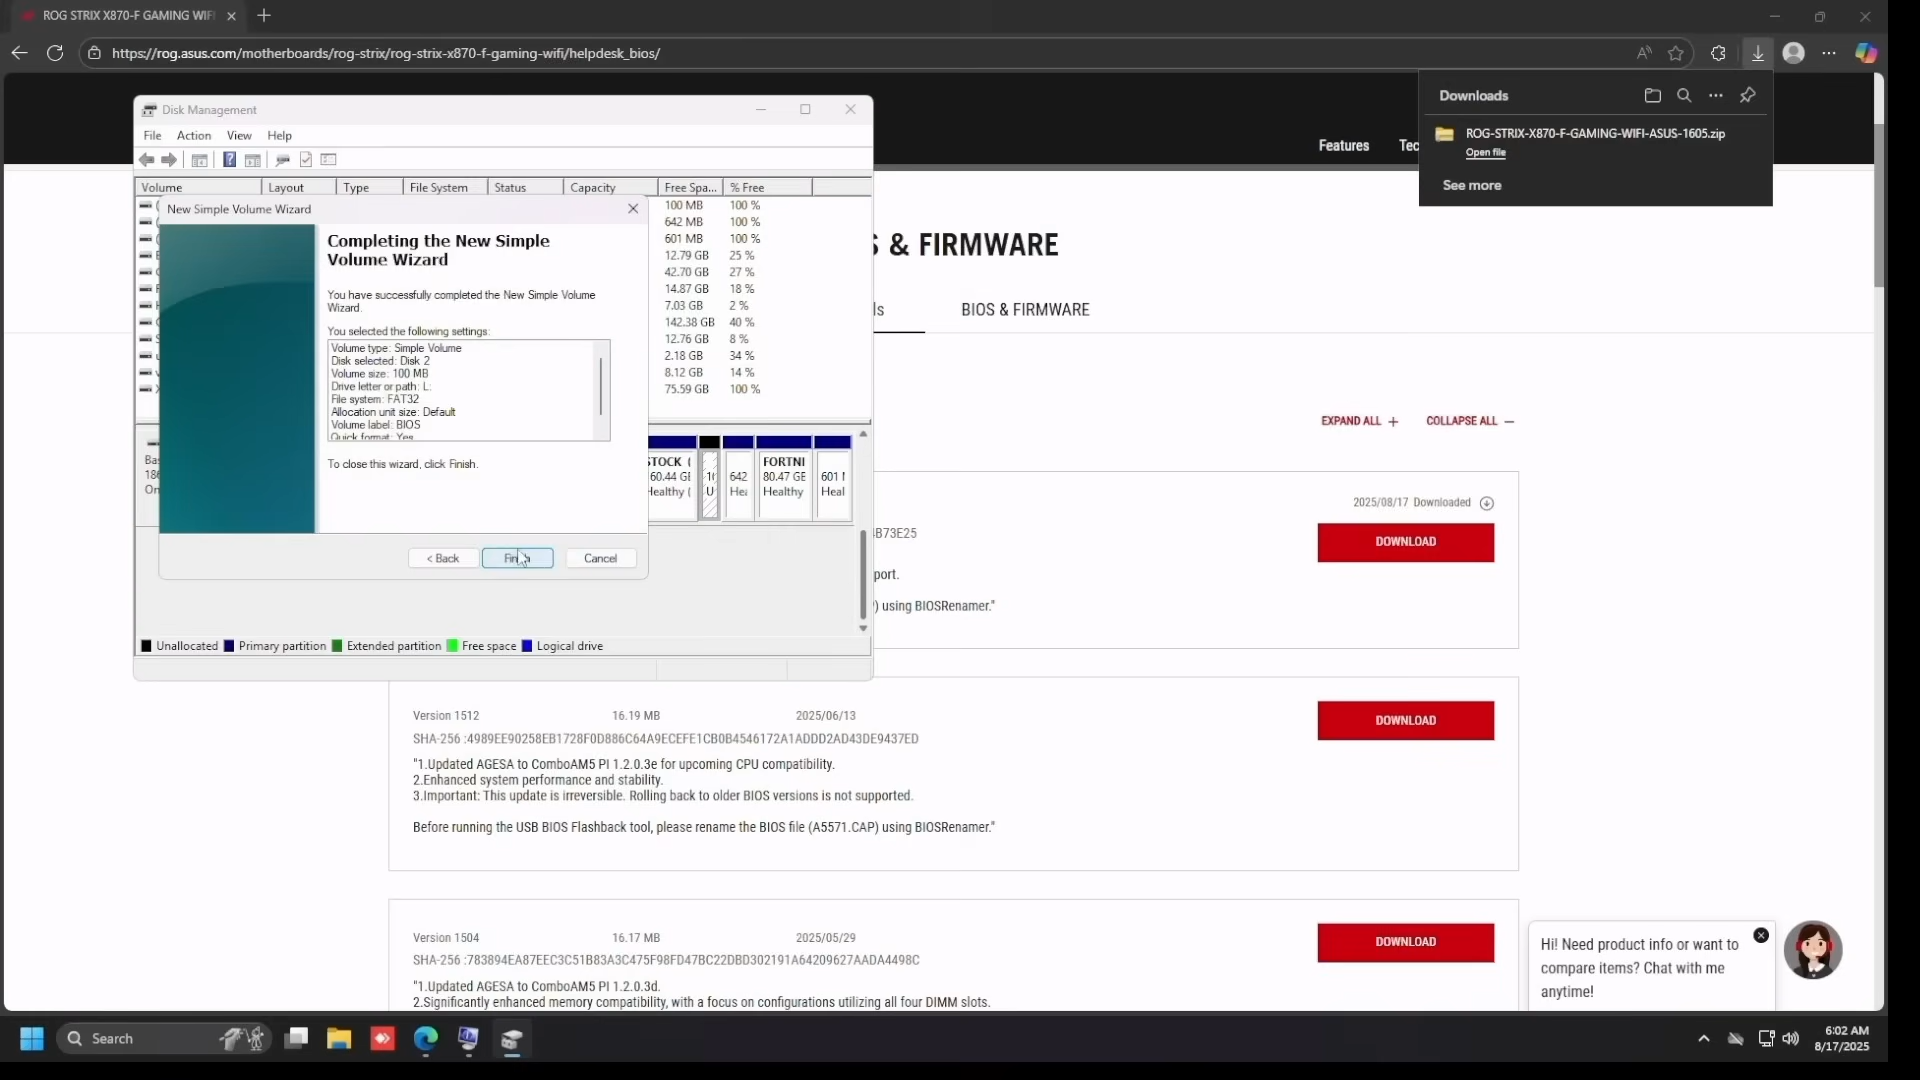 ROG STRIX X870-F GAMING WIFI
https://rog.asus.com/motherboards/rog-strix/rog-strix-x870-f-gaming-wifi/helpdesk_bios/
Downloads
ROG-STRIX-X870-F-GAMING-WIFI-ASUS-1605.zip
Open file
See more
Features
Disk Management
File Action View Help
Volume Layout Type File System Status Capacity Free Spa... % Free
100 MB 100 %
642 MB 100 %
601 MB 100 %
12.79 GB 25 %
42.70 GB 27 %
14.87 GB 18 %
7.03 GB 2 %
142.38 GB 40 %
12.76 GB 8 %
2.18 GB 34 %
8.12 GB 14 %
75.59 GB 100 %
New Simple Volume Wizard
Completing the New Simple
Volume Wizard
You have successfully completed the New Simple Volume
Wizard.
You selected the following settings:
Volume type: Simple Volume
Disk selected: Disk 2
Volume size: 100 MB
Drive letter or path: L:
File system: FAT32
Allocation unit size: Default
Volume label: BIOS
Quick format: Yes
To close this wizard, click Finish.
< Back
Cancel
FORTNI
80.47 GE
Healthy
Unallocated Primary partition Extended partition Free space Logical drive
& FIRMWARE
BIOS & FIRMWARE
EXPAND ALL +
COLLAPSE ALL −
2025/08/17 Downloaded
DOWNLOAD
using BIOSRenamer."
Version 1512 16.19 MB 2025/06/13
DOWNLOAD
SHA-256 :4989EE90258EB1728F0D886C64A9ECEFE1CB0B4546172A1ADDD2AD43DE9437ED
"1.Updated AGESA to ComboAM5 PI 1.2.0.3e for upcoming CPU compatibility.
2.Enhanced system performance and stability.
3.Important: This update is irreversible. Rolling back to older BIOS versions is not supported.
Before running the USB BIOS Flashback tool, please rename the BIOS file (A5571.CAP) using BIOSRenamer."
Version 1504 16.17 MB 2025/05/29
DOWNLOAD
SHA-256 :783894EA87EEC3C51B83A3C475F98FD47BC22DBD302191A64209627AADA4498C
"1.Updated AGESA to ComboAM5 PI 1.2.0.3d.
2.Significantly enhanced memory compatibility, with a focus on configurations utilizing all four DIMM slots.
Hi! Need product info or want to
compare items? Chat with me
anytime!
Search
6:02 AM
8/17/2025